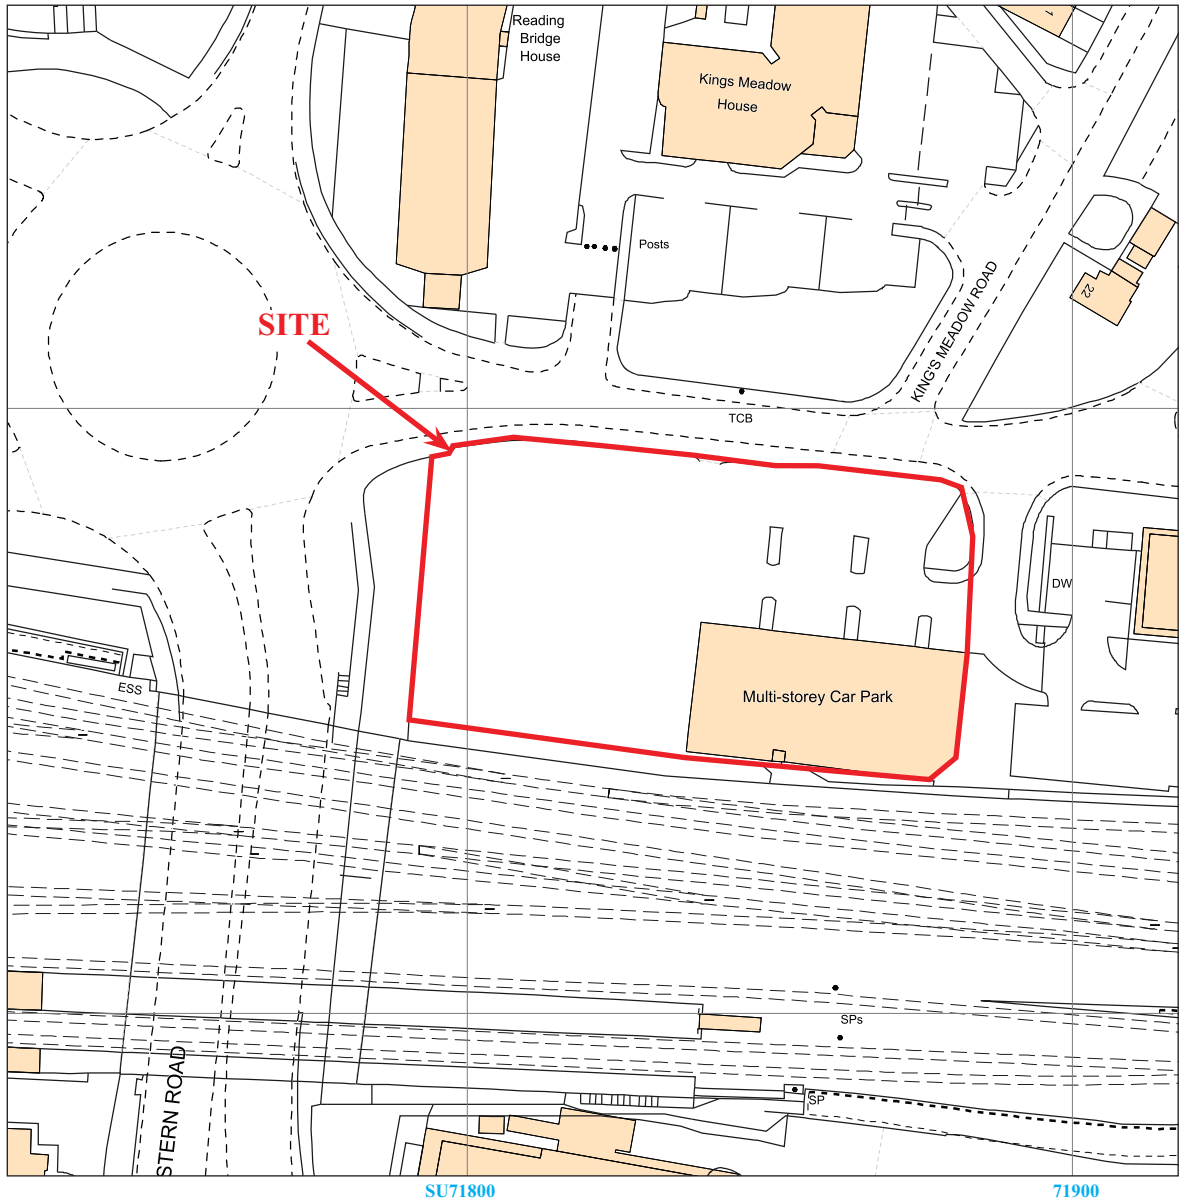 Reading
Bridge
House
Kings Meadow
House
1
Posts
22
SITE
KING'S MEADOW ROAD
TCB
DW
ESS
Multi-storey Car Park
SPs
SP
STERN ROAD
SU71800
71900